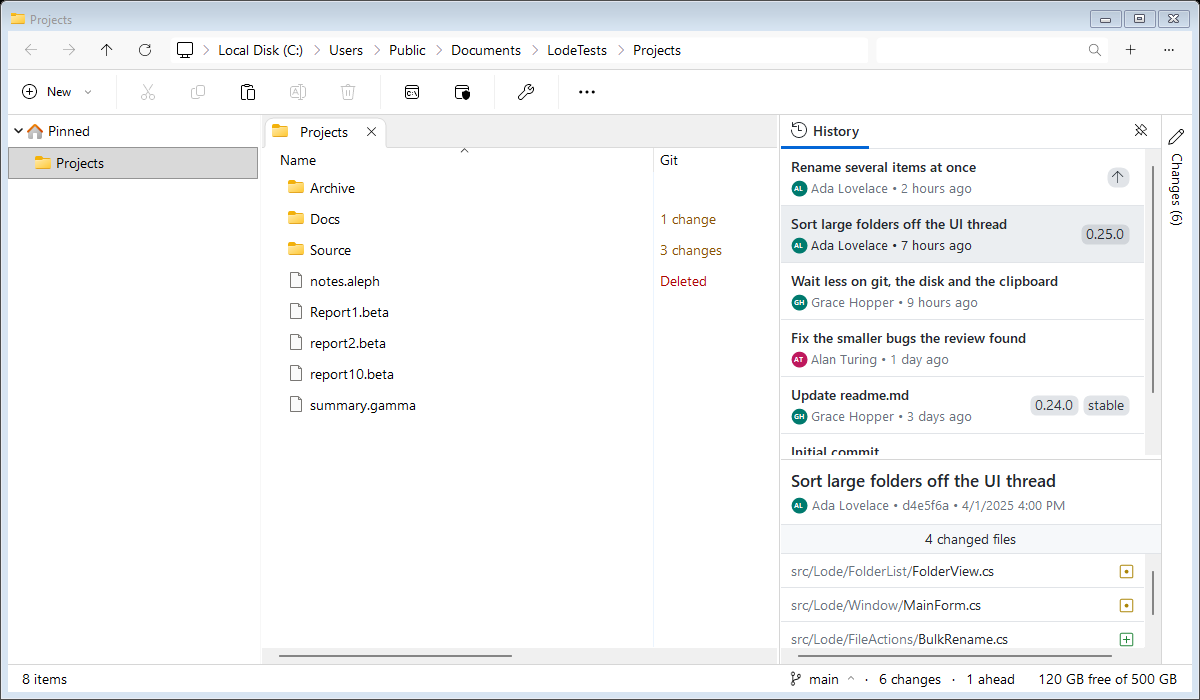 Projects
Local Disk (C:) Users Public Documents LodeTests Projects
New
Pinned
Projects
Projects
Name Git
Archive
Docs 1 change
Source 3 changes
notes.aleph Deleted
Report1.beta
report2.beta
report10.beta
summary.gamma
History
Rename several items at once
AL Ada Lovelace • 2 hours ago
Sort large folders off the UI thread
AL Ada Lovelace • 7 hours ago
0.25.0
Wait less on git, the disk and the clipboard
GH Grace Hopper • 9 hours ago
Fix the smaller bugs the review found
AT Alan Turing • 1 day ago
Update readme.md
GH Grace Hopper • 3 days ago
0.24.0 stable
Initial commit
Sort large folders off the UI thread
AL Ada Lovelace • d4e5f6a • 4/1/2025 4:00 PM
4 changed files
src/Lode/FolderList/FolderView.cs
src/Lode/Window/MainForm.cs
src/Lode/FileActions/BulkRename.cs
Changes (6)
8 items
main · 6 changes · 1 ahead 120 GB free of 500 GB